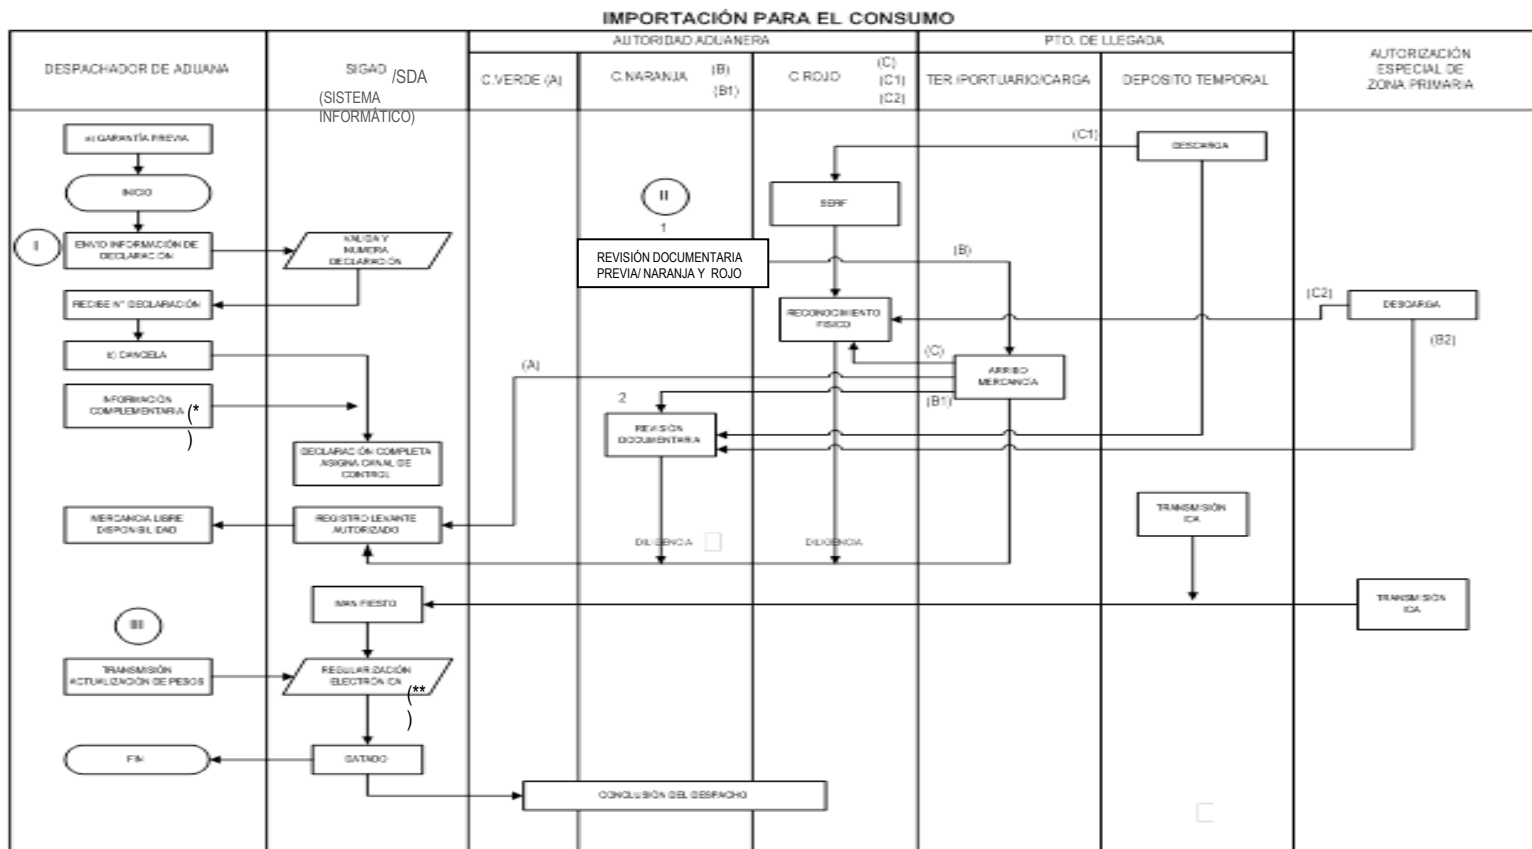 IMPORTACIÓN PARA EL CONSUMO
AUTORIDAD ADUANERA
PTO. DE LLEGADA
DESPACHADOR DE ADUANA
SIGAD /SDA
(SISTEMA
INFORMÁTICO)
C.VERDE (A)
C.NARANJA
(B)
(B1)
C.ROJO
(C)
(C1)
(C2)
TER./PORTUARIO/CARGA
DEPOSITO TEMPORAL
AUTORIZACIÓN
ESPECIAL DE
ZONA PRIMARIA
a) GARANTÍA PREVIA
(C1)
DESCARGA
INICIO
II
SERF
1
I
ENVIO INFORMACIÓN DE
DECLARACIÓN
VALIDA Y
NUMERA
DECLARACIÓN
REVISIÓN DOCUMENTARIA
PREVIA/ NARANJA Y ROJO
(B)
RECIBE N° DECLARACIÓN
RECONOCIMIENTO
FISICO
(C2)
DESCARGA
(B2)
b) CANCELA
(A)
(C)
ARRIBO
MERCANCÍA
INFORMACIÓN
COMPLEMENTARIA (*
)
2
(B1)
REVISIÓN
DOCUMENTARIA
DECLARACIÓN COMPLETA
ASIGNA CANAL DE
CONTROL
MERCANCIA LIBRE
DISPONIBILIDAD
REGISTRO LEVANTE
AUTORIZADO
TRANSMISIÓN
ICA
DILIGENCIA
DILIGENCIA
MANIFIESTO
TRANSMISIÓN
ICA
III
TRANSMISIÓN
ACTUALIZACIÓN DE PESOS
REGULARIZACIÓN
ELECTRÓNICA (**
)
FIN
DATADO
CONCLUSIÓN DEL DESPACHO